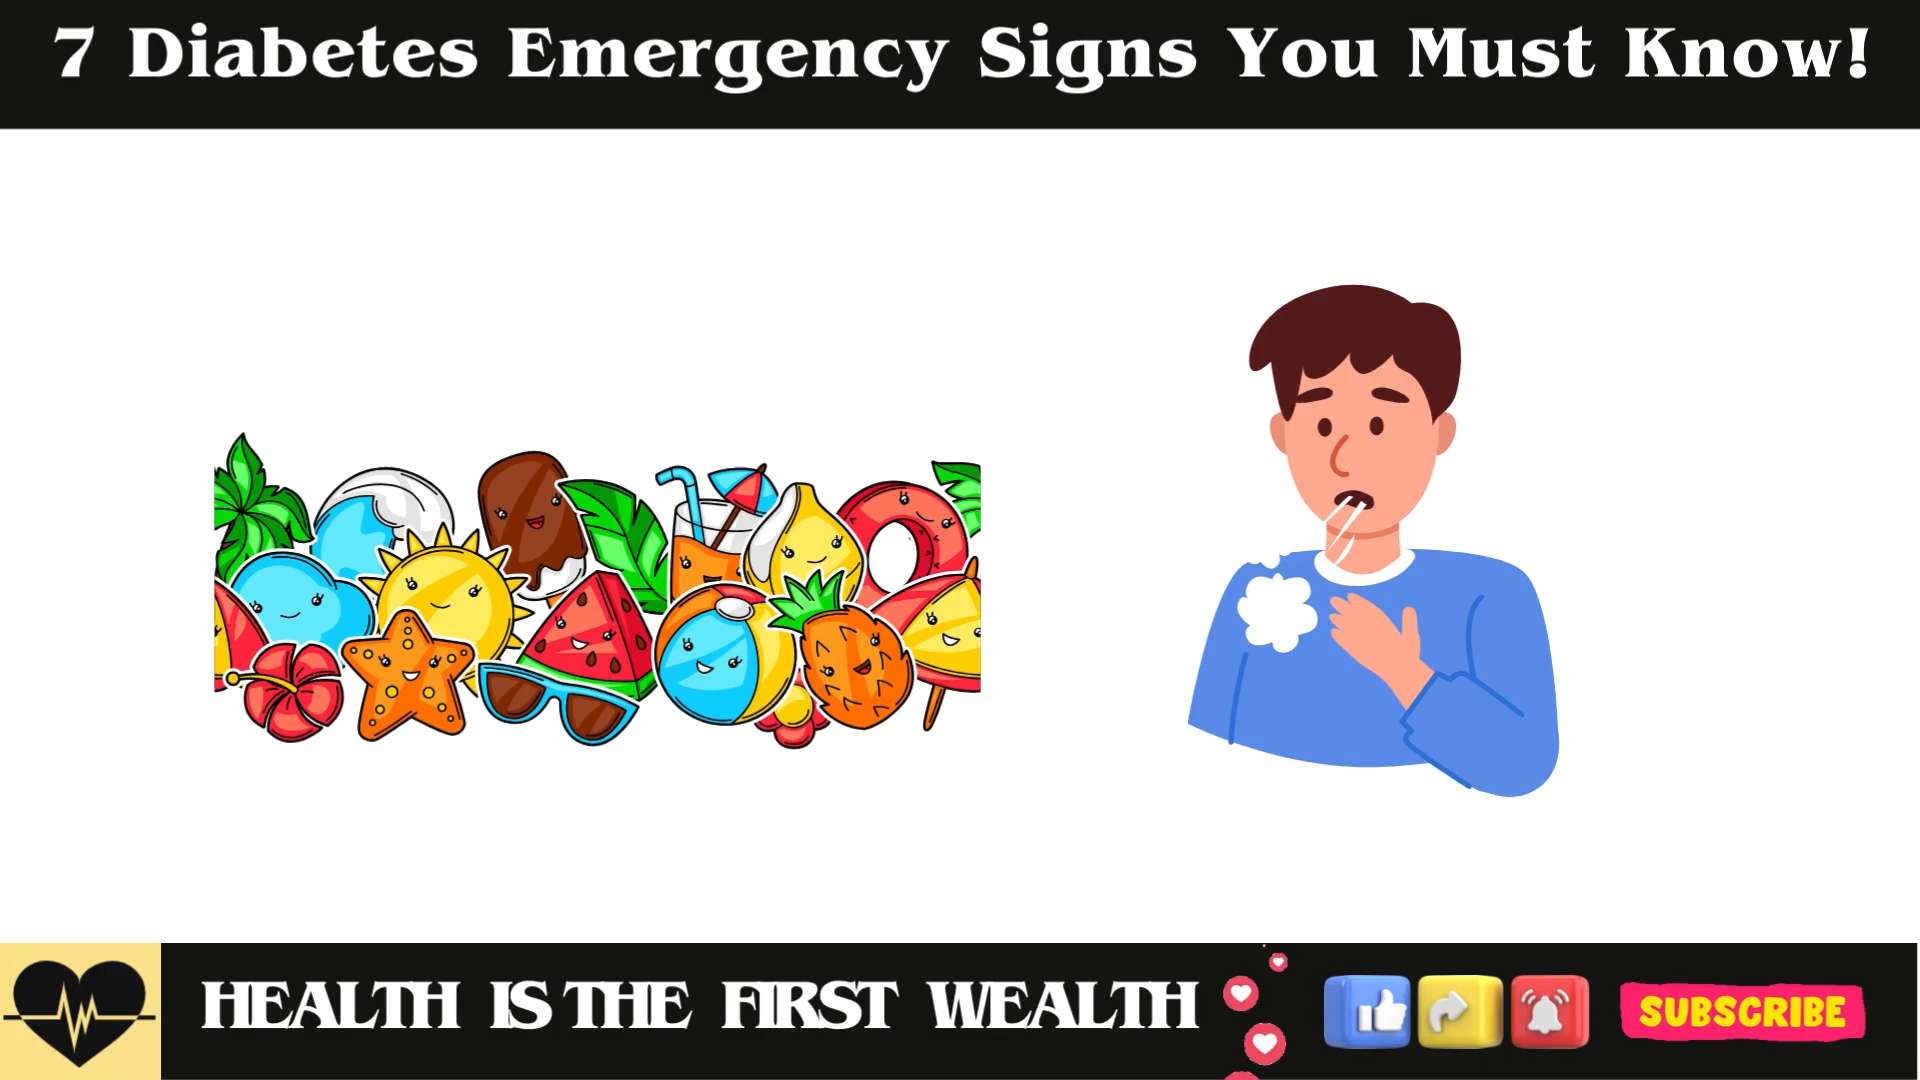 7 Diabetes Emergency Signs You Must Know!
HEALTH IS THE FIRST WEALTH
SUBSCRIBE